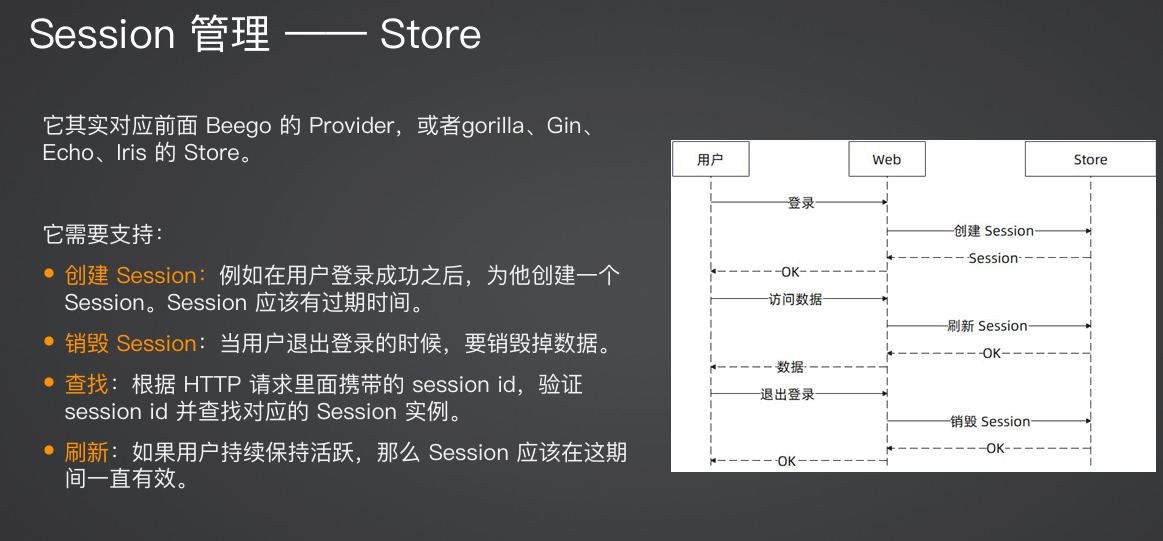 Session 管理 —— Store
它其实对应前面 Beego 的 Provider，或者gorilla、Gin、
Echo、Iris 的 Store。
它需要支持：
• 创建 Session：例如在用户登录成功之后，为他创建一个
Session。Session 应该有过期时间。
• 销毁 Session：当用户退出登录的时候，要销毁掉数据。
• 查找：根据 HTTP 请求里面携带的 session id，验证
session id 并查找对应的 Session 实例。
• 刷新：如果用户持续保持活跃，那么 Session 应该在这期
间一直有效。
用户 Web Store
登录
创建 Session
Session
OK
访问数据
刷新 Session
OK
数据
退出登录
销毁 Session
OK
OK